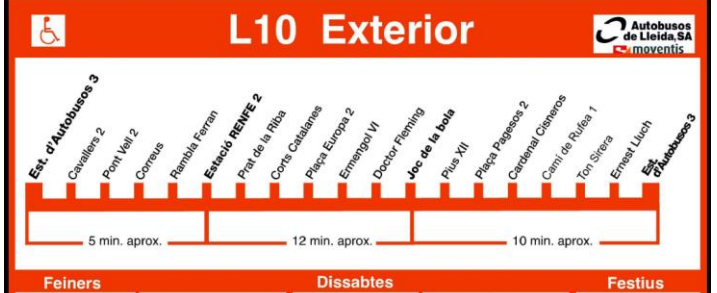 L10 Exterior
Autobusos
de Lleida,SA
moventis
Est. d'Autobusos 3
Cavallers 2
Pont Vell 2
Correus
Rambla Ferran
Estació RENFE 2
Prat de la Riba
Corts Catalanes
Plaça Europa 2
Ermengol VI
Doctor Fleming
Joc de la bola
Pius XII
Plaça Pagesos 2
Cardenal Cisneros
Camí de Rufea 1
Ton Sirera
Ernest Lluch
Est.
d'Autobusos 3
5 min. aprox.
12 min. aprox.
10 min. aprox.
Feiners
Dissabtes
Festius